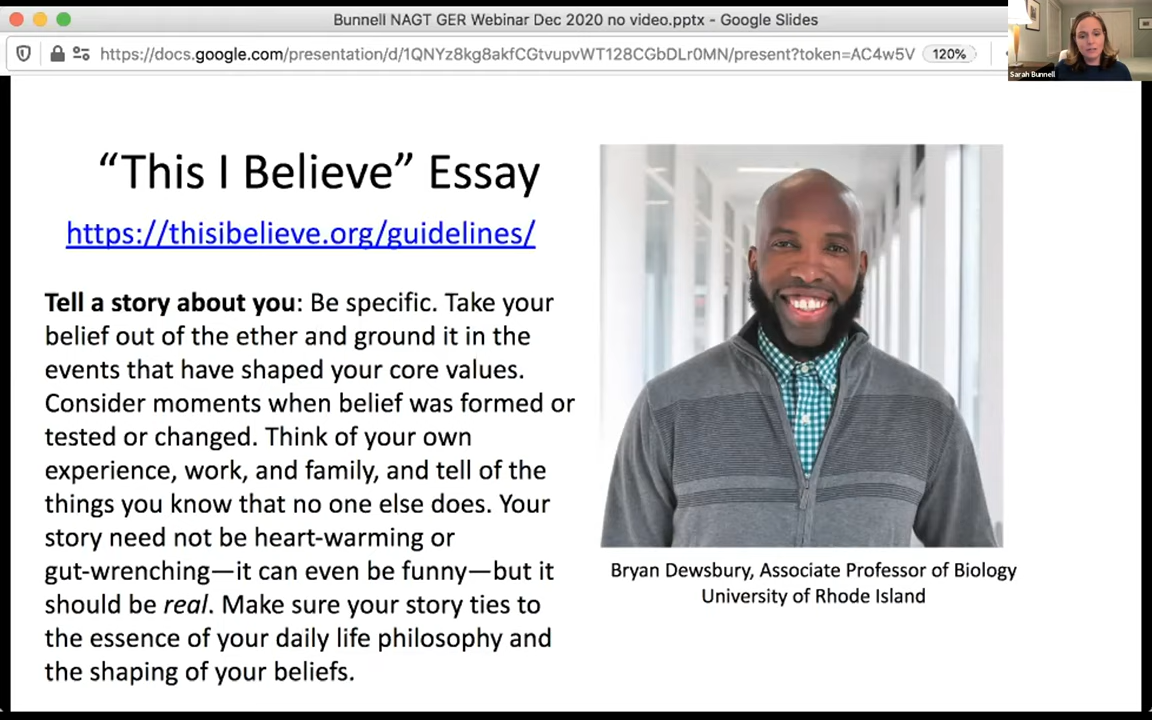 Bunnell NAGT GER Webinar Dec 2020 no video.pptx - Google Slides
https://docs.google.com/presentation/d/1QNYz8kg8akfCGtvupvWT128CGbDLr0MN/present?token=AC4w5V
120%
Sarah Bunnell
“This I Believe” Essay
https://thisibelieve.org/guidelines/
Tell a story about you: Be specific. Take your
belief out of the ether and ground it in the
events that have shaped your core values.
Consider moments when belief was formed or
tested or changed. Think of your own
experience, work, and family, and tell of the
things you know that no one else does. Your
story need not be heart-warming or
gut-wrenching—it can even be funny—but it
should be real. Make sure your story ties to
the essence of your daily life philosophy and
the shaping of your beliefs.
Bryan Dewsbury, Associate Professor of Biology
University of Rhode Island